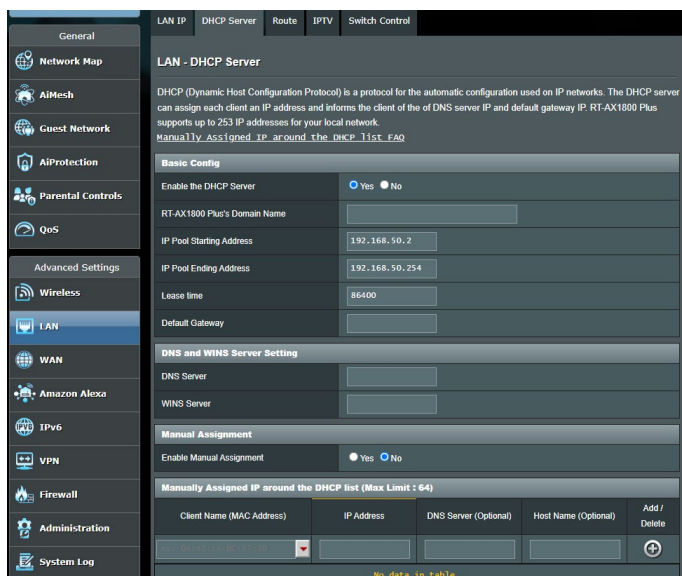 LAN IP DHCP Server Route IPTV Switch Control
General
Network Map
AiMesh
Guest Network
AiProtection
Parental Controls
QoS
Advanced Settings
Wireless
LAN
WAN
Amazon Alexa
IPv6
VPN
Firewall
Administration
System Log
LAN - DHCP Server
DHCP (Dynamic Host Configuration Protocol) is a protocol for the automatic configuration used on IP networks. The DHCP server
can assign each client an IP address and informs the client of the of DNS server IP and default gateway IP. RT-AX1800 Plus
supports up to 253 IP addresses for your local network.
Manually Assigned IP around the DHCP list FAQ
Basic Config
Enable the DHCP Server Yes No
RT-AX1800 Plus's Domain Name
IP Pool Starting Address 192.168.50.2
IP Pool Ending Address 192.168.50.254
Lease time 86400
Default Gateway
DNS and WINS Server Setting
DNS Server
WINS Server
Manual Assignment
Enable Manual Assignment Yes No
Manually Assigned IP around the DHCP list (Max Limit : 64)
Client Name (MAC Address) IP Address DNS Server (Optional) Host Name (Optional) Add / Delete
No data in table